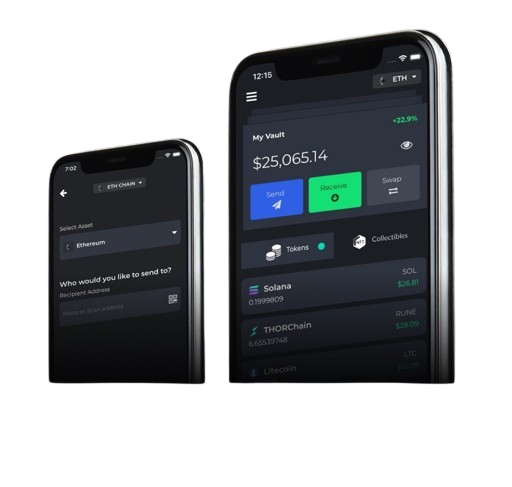 7:02
ETH CHAIN
Select Asset
Ethereum
Who would you like to send to?
Recipient Address
Paste or Scan address
12:15
ETH
+22.9%
My Vault
$25,065.14
Send
Receive
Swap
Tokens
NFT
Collectibles
Solana
SOL
0.1999809
$26.81
THORChain
RUNE
6.65539748
$28.09
Litecoin
LTC